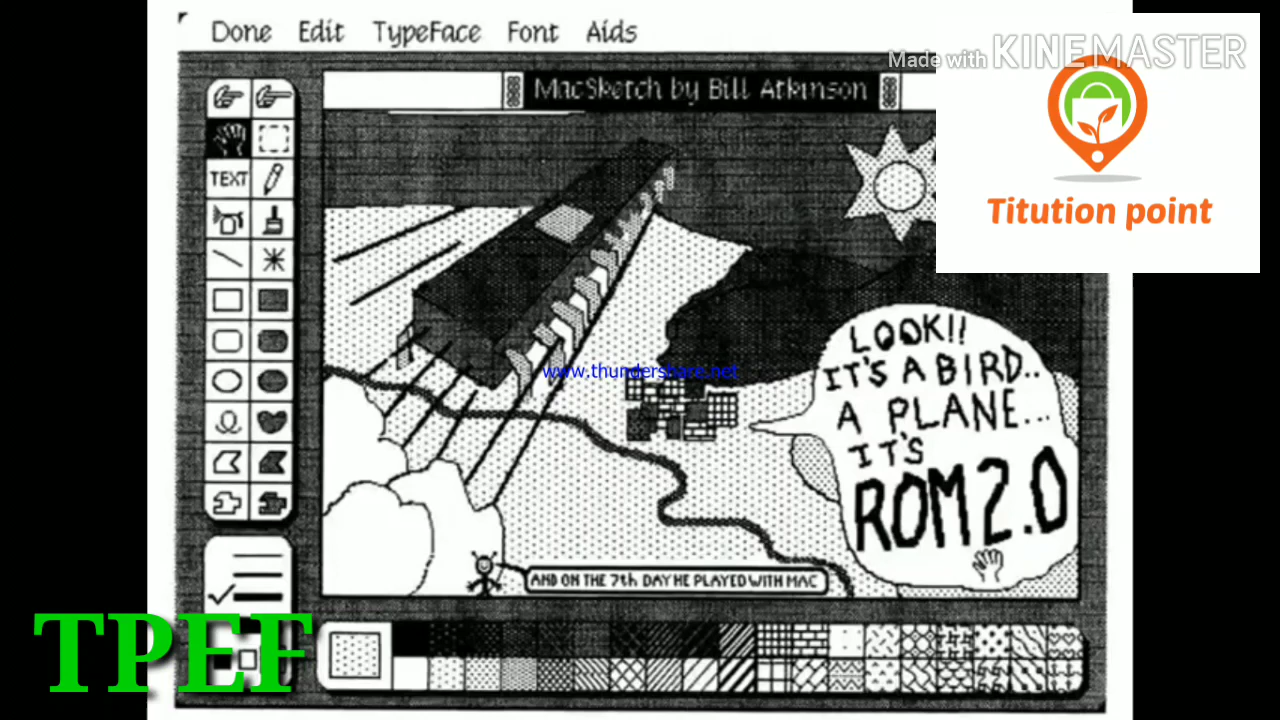 Done Edit TypeFace Font Aids
Made with KINEMASTER
MacSketch by Bill Atkinson
TEXT
Titution point
LOOK!!
IT'S A BIRD..
A PLANE...
IT'S
ROM 2.0
www.thundershare.net
AND ON THE 7th DAY HE PLAYED WITH MAC
TPEF